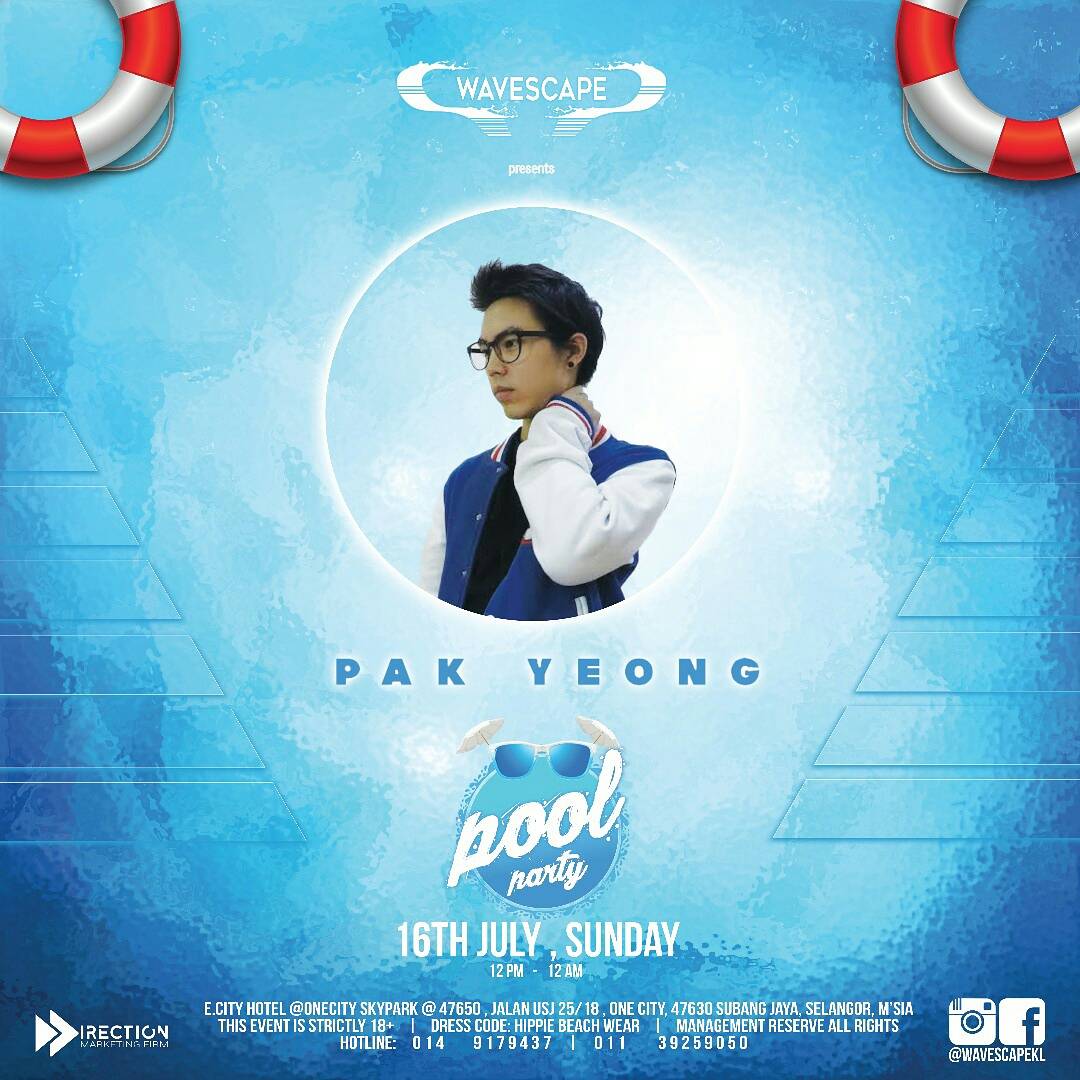 WAVESCAPE
presents
PAK YEONG
pool
party
16TH JULY , SUNDAY
12 PM - 12 AM
E.CITY HOTEL @ONECITY SKYPARK @ 47650 , JALAN USJ 25/18 , ONE CITY, 47630 SUBANG JAYA, SELANGOR, M'SIA
THIS EVENT IS STRICTLY 18+ | DRESS CODE: HIPPIE BEACH WEAR | MANAGEMENT RESERVE ALL RIGHTS
HOTLINE: 014 9179437 | 011 39259050
IRECTION
MARKETING FIRM
@WAVESCAPEKL